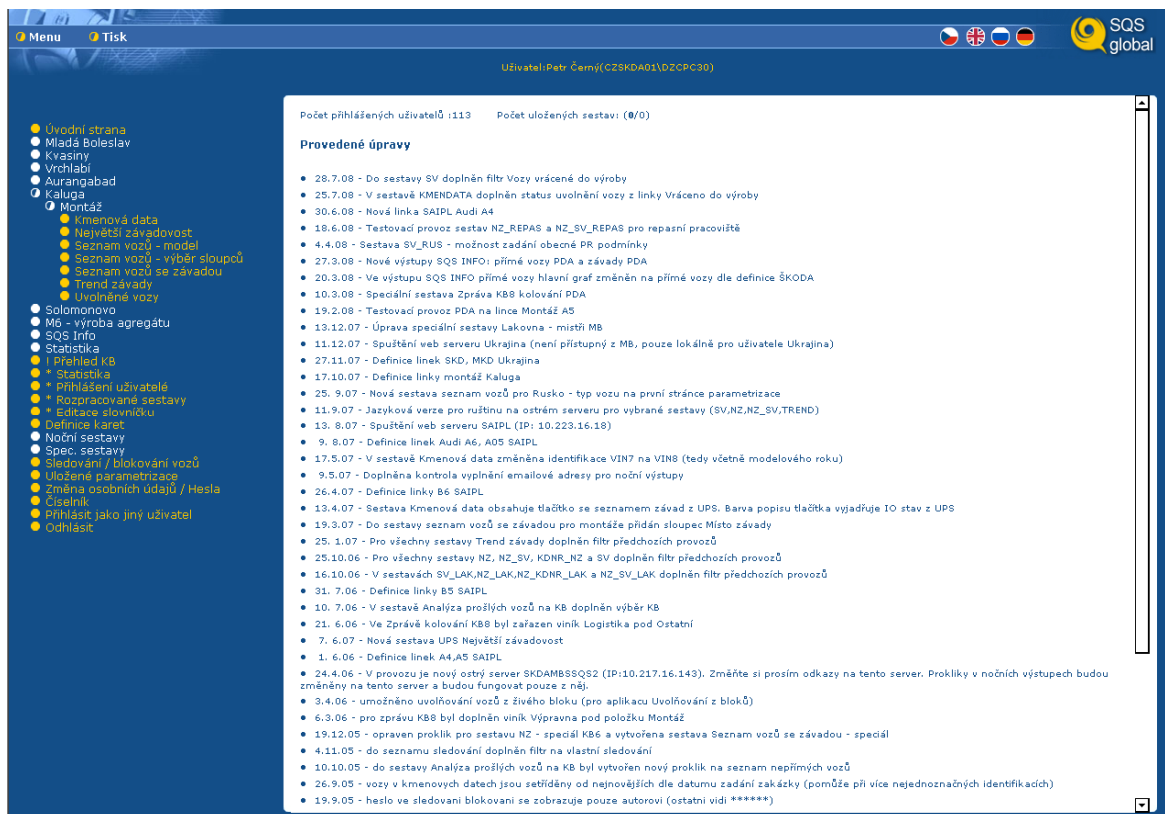 Menu
Tisk
SQS
global
Uživatel:Petr Černý(CZSKDA01\DZCPC30)
Úvodní strana
Mladá Boleslav
Kvasiny
Vrchlabí
Aurangabad
Kaluga
Montáž
Kmenová data
Největší závadovost
Seznam vozů - model
Seznam vozů - výběr sloupců
Seznam vozů se závadou
Trend závady
Uvolněné vozy
Solomonovo
M6 - výroba agregátu
SQS Info
Statistika
! Přehled KB
* Statistika
* Přihlášení uživatelé
* Rozpracované sestavy
* Editace slovníčku
Definice karet
Noční sestavy
Spec. sestavy
Sledování / blokování vozů
Uložené parametrizace
Změna osobních údajů / Hesla
Číselník
Přihlásit jako jiný uživatel
Odhlásit
Počet přihlášených uživatelů :113 Počet uložených sestav: (0/0)
Provedené úpravy
28.7.08 - Do sestavy SV doplněn filtr Vozy vrácené do výroby
25.7.08 - V sestavě KMENDATA doplněn status uvolnění vozy z linky Vráceno do výroby
30.6.08 - Nová linka SAIPL Audi A4
18.6.08 - Testovací provoz sestav NZ_REPAS a NZ_SV_REPAS pro repasní pracoviště
4.4.08 - Sestava SV_RUS - možnost zadání obecné PR podmínky
27.3.08 - Nové výstupy SQS INFO: přímé vozy PDA a závady PDA
20.3.08 - Ve výstupu SQS INFO přímé vozy hlavní graf změněn na přímé vozy dle definice ŠKODA
10.3.08 - Speciální sestava Zpráva KB8 kolování PDA
19.2.08 - Testovací provoz PDA na lince Montáž A5
13.12.07 - Úprava speciální sestavy Lakovna - mistři MB
11.12.07 - Spuštění web serveru Ukrajina (není přístupný z MB, pouze lokálně pro uživatele Ukrajina)
27.11.07 - Definice linek SKD, MKD Ukrajina
17.10.07 - Definice linky montáž Kaluga
25. 9.07 - Nová sestava seznam vozů pro Rusko - typ vozu na první stránce parametrizace
11.9.07 - Jazyková verze pro ruštinu na ostrém serveru pro vybrané sestavy (SV,NZ,NZ_SV,TREND)
13. 8.07 - Spuštění web serveru SAIPL (IP: 10.223.16.18)
9. 8.07 - Definice linek Audi A6, A05 SAIPL
17.5.07 - V sestavě Kmenová data změněna identifikace VIN7 na VIN8 (tedy včetně modelového roku)
9.5.07 - Doplněna kontrola vyplnění emailové adresy pro noční výstupy
26.4.07 - Definice linky B6 SAIPL
13.4.07 - Sestava Kmenová data obsahuje tlačítko se seznamem závad z UPS. Barva popisu tlačítka vyjadřuje IO stav z UPS
19.3.07 - Do sestavy seznam vozů se závadou pro montáže přidán sloupec Místo závady
25. 1.07 - Pro všechny sestavy Trend závady doplněn filtr předchozích provozů
25.10.06 - Pro všechny sestavy NZ, NZ_SV, KDNR_NZ a SV doplněn filtr předchozích provozů
16.10.06 - V sestavách SV_LAK,NZ_LAK,NZ_KDNR_LAK a NZ_SV_LAK doplněn filtr předchozích provozů
31. 7.06 - Definice linky B5 SAIPL
10. 7.06 - V sestavě Analýza prošlých vozů na KB doplněn výběr KB
21. 6.06 - Ve Zprávě kolování KB8 byl zařazen viník Logistika pod Ostatní
7. 6.07 - Nová sestava UPS Největší závadovost
1. 6.06 - Definice linek A4,A5 SAIPL
24.4.06 - V provozu je nový ostrý server SKDAMBSSQS2 (IP:10.217.16.143). Změňte si prosím odkazy na tento server. Prokliky v nočních výstupech budou
změněny na tento server a budou fungovat pouze z něj.
3.4.06 - umožněno uvolňování vozů z živého bloku (pro aplikacu Uvolňování z bloků)
6.3.06 - pro zprávu KB8 byl doplněn viník Výpravna pod položku Montáž
19.12.05 - opraven proklik pro sestavu NZ - speciál KB6 a vytvořena sestava Seznam vozů se závadou - speciál
4.11.05 - do seznamu sledování doplněn filtr na vlastní sledování
10.10.05 - do sestavy Analýza prošlých vozů na KB byl vytvořen nový proklik na seznam nepřímých vozů
26.9.05 - vozy v kmenovych datech jsou setříděny od nejnovějších dle datumu zadání zakázky (pomůže při více nejednoznačných identifikacích)
19.9.05 - heslo ve sledovani blokovani se zobrazuje pouze autorovi (ostatni vidi ******)